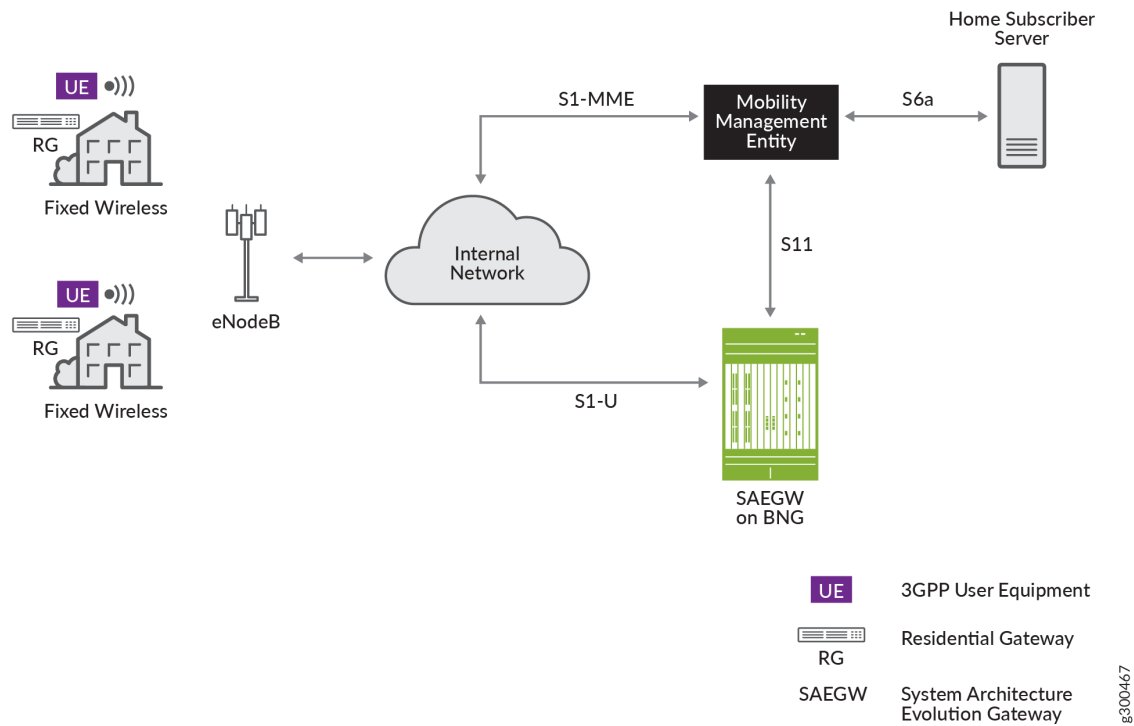 Home Subscriber
Server
UE
RG
Fixed Wireless
S1-MME
Mobility
Management
Entity
S6a
eNodeB
Internal
Network
S11
UE
RG
Fixed Wireless
S1-U
SAEGW
on BNG
UE
3GPP User Equipment
RG
Residential Gateway
SAEGW
System Architecture
Evolution Gateway
g300467